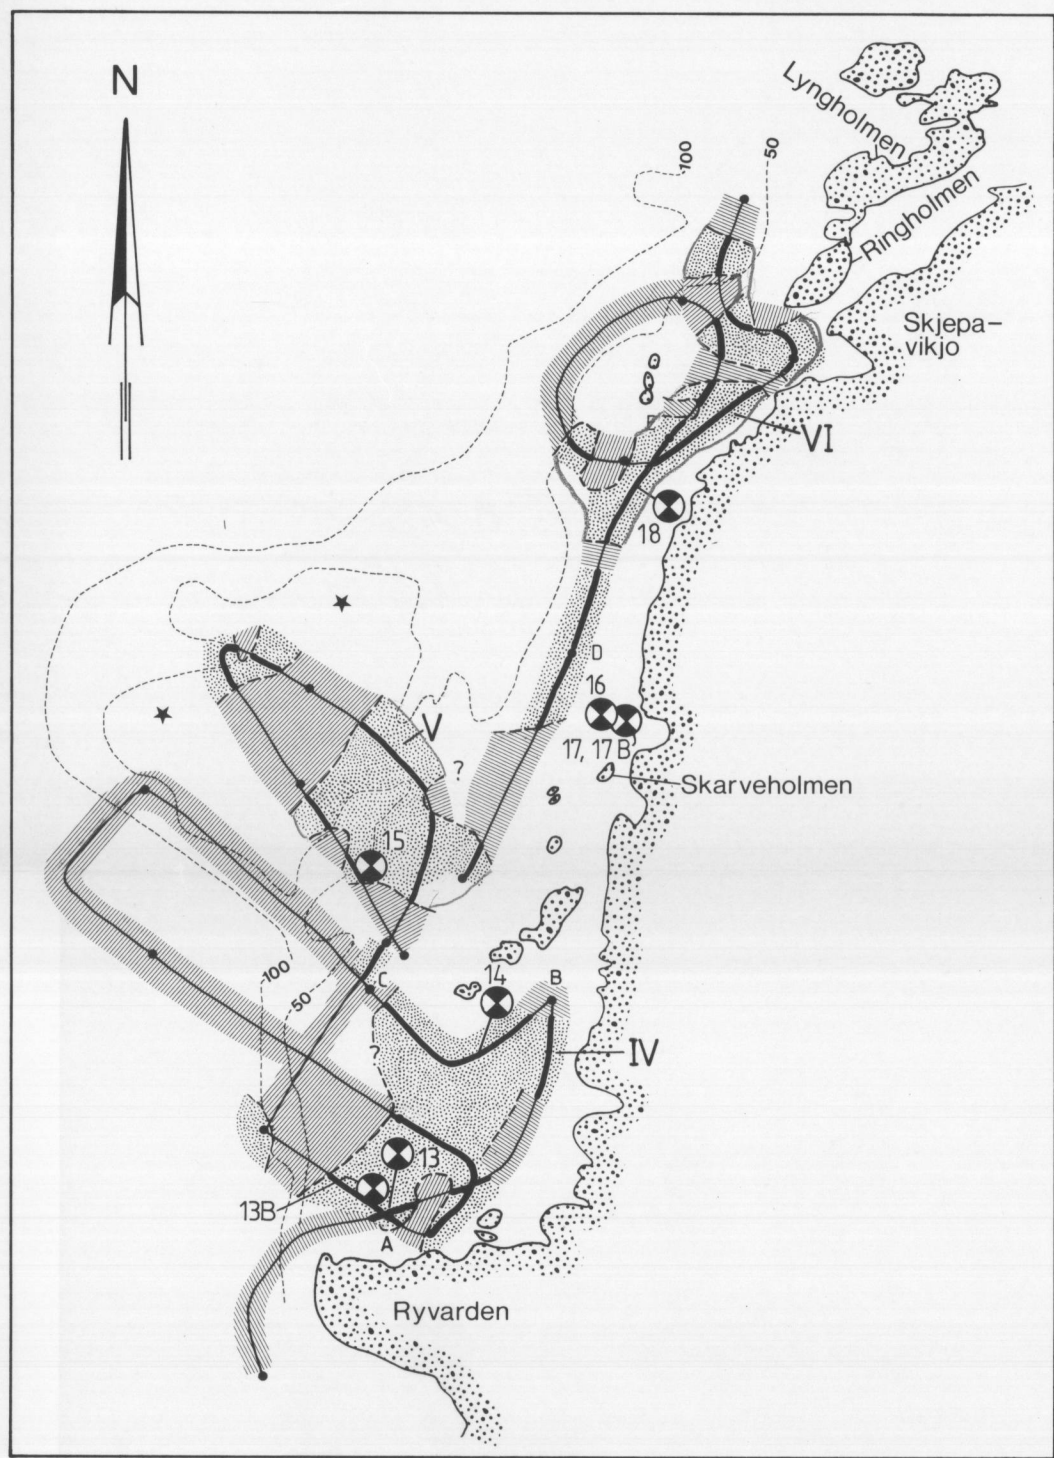 N
Lyngholmen
100
50
Ringholmen
Skjepa-
vikjo
VI
18
D
16
V
17, 17 B
?
Skarveholmen
15
14
B
C
100
50
?
IV
13
13B
A
Ryvarden